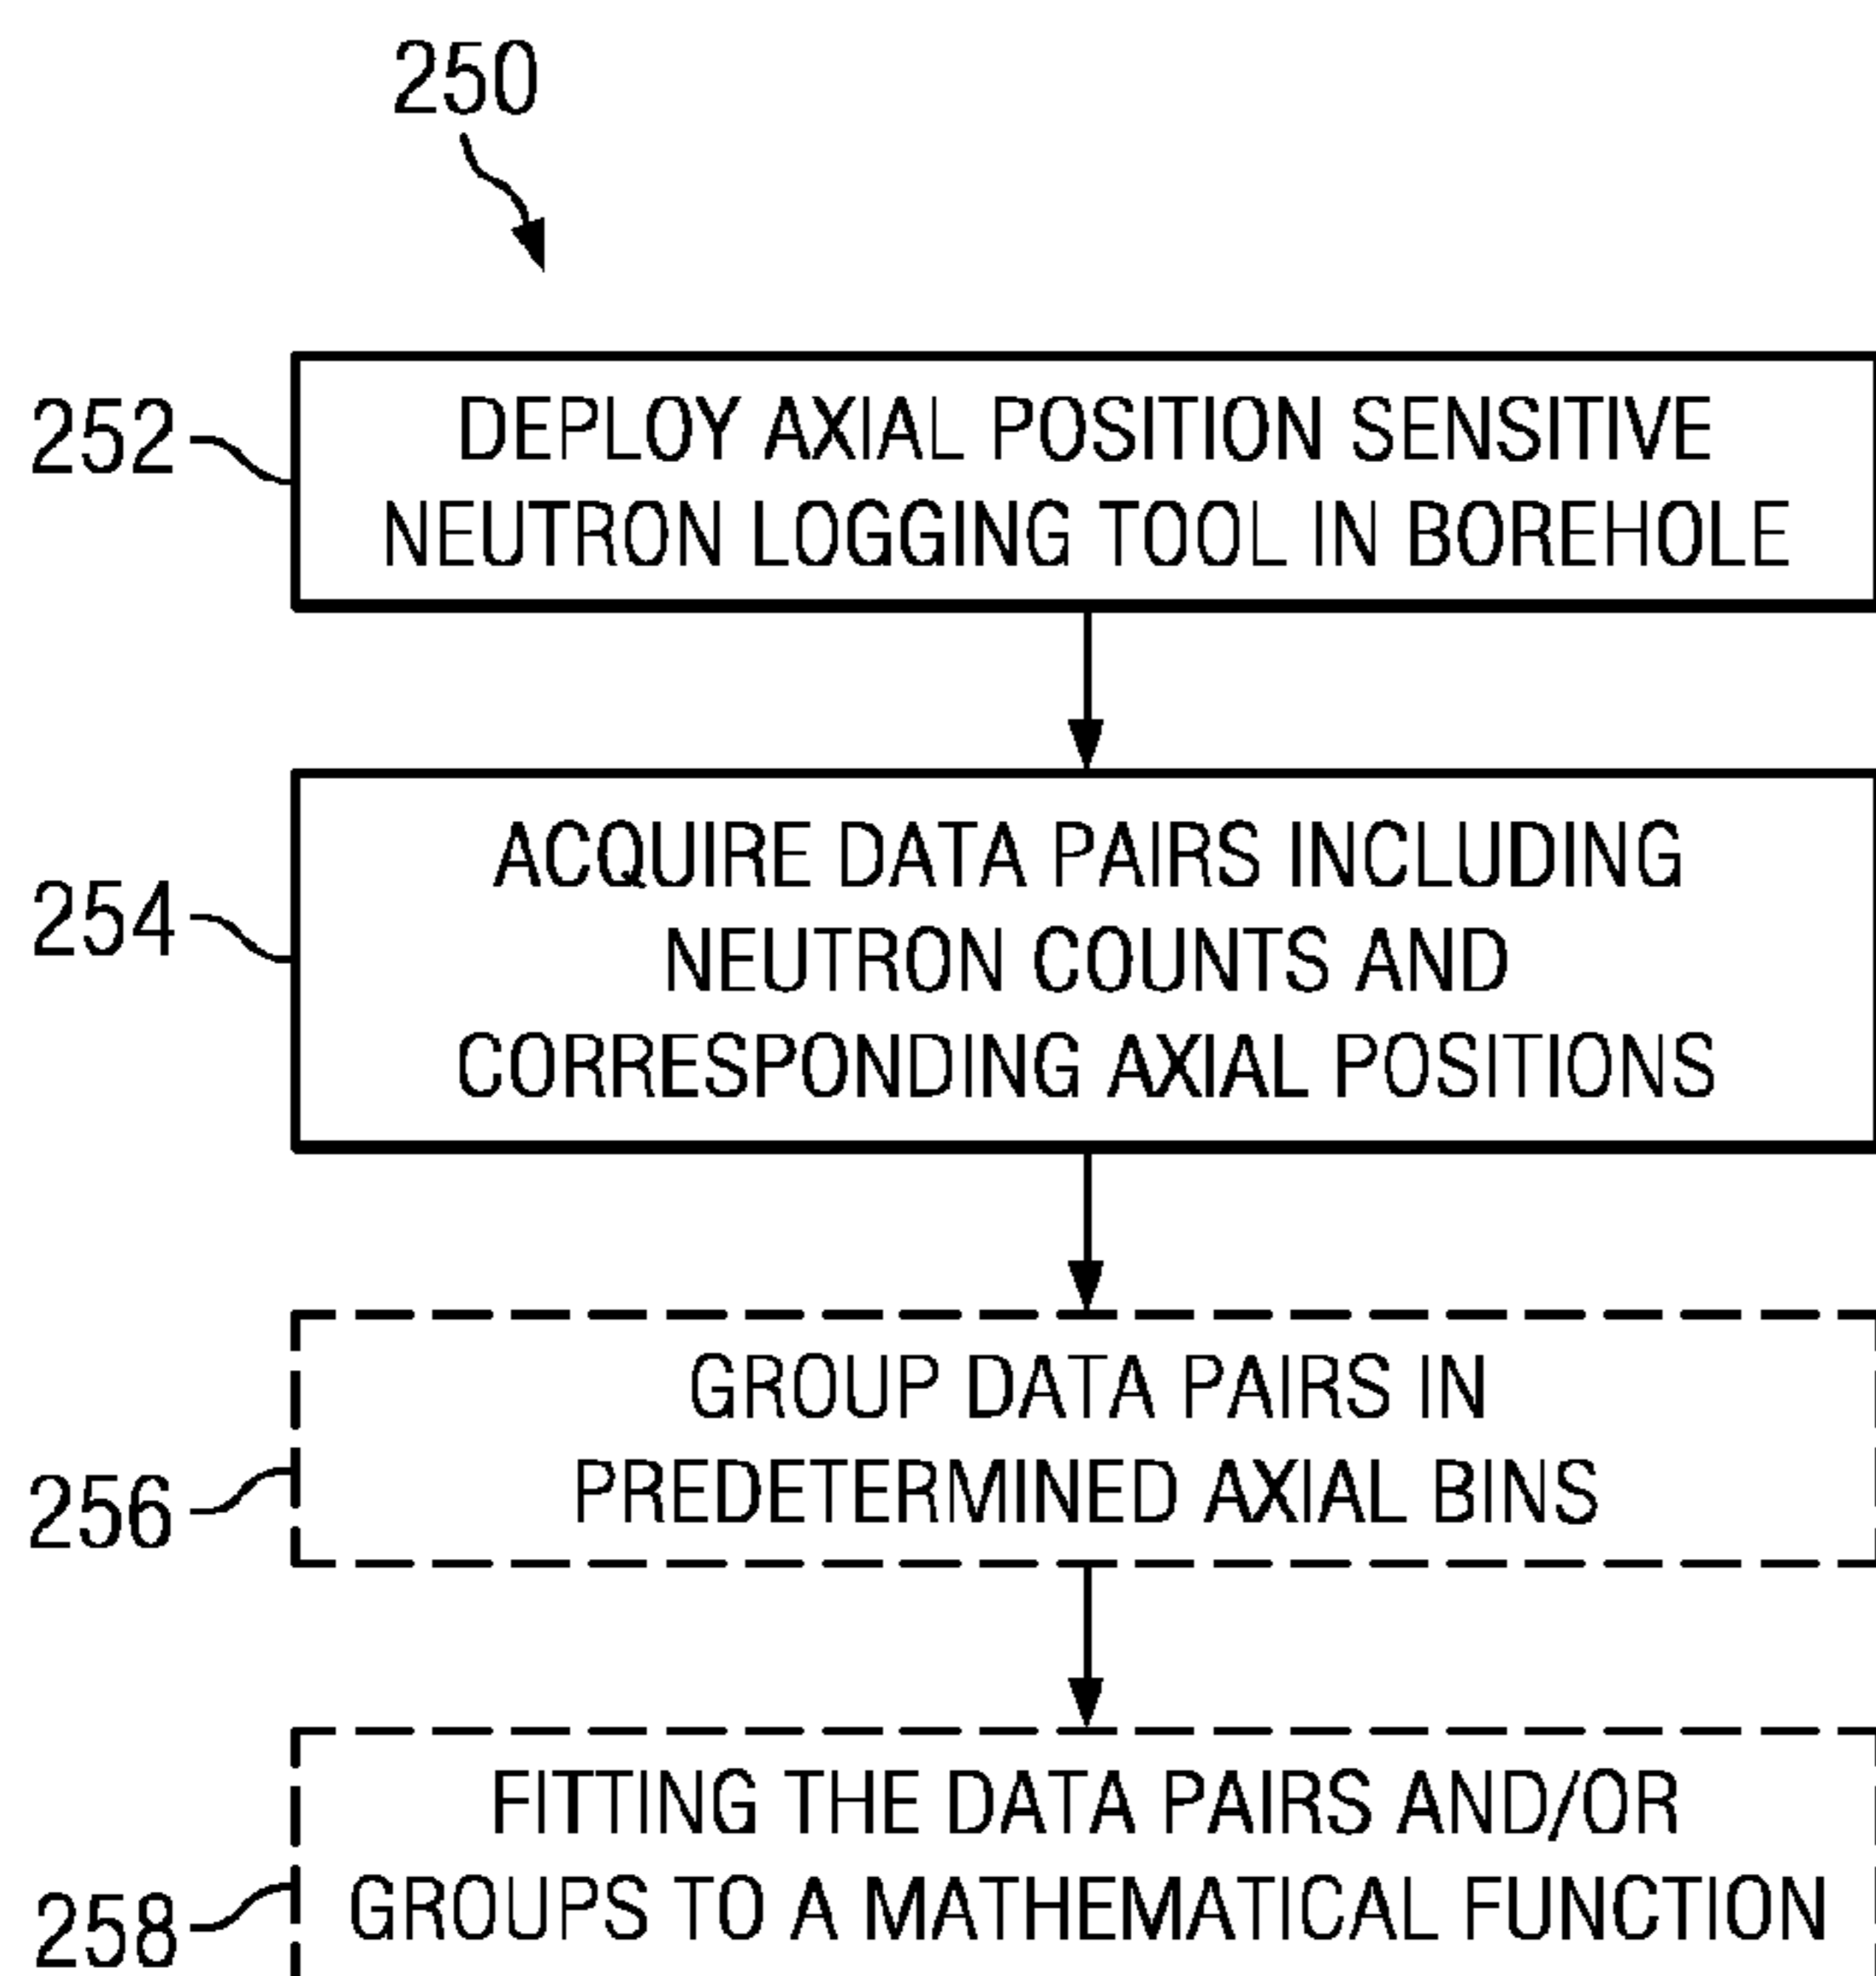 250
252
DEPLOY AXIAL POSITION SENSITIVE
NEUTRON LOGGING TOOL IN BOREHOLE
254
ACQUIRE DATA PAIRS INCLUDING
NEUTRON COUNTS AND
CORRESPONDING AXIAL POSITIONS
256
GROUP DATA PAIRS IN
PREDETERMINED AXIAL BINS
258
FITTING THE DATA PAIRS AND/OR
GROUPS TO A MATHEMATICAL FUNCTION